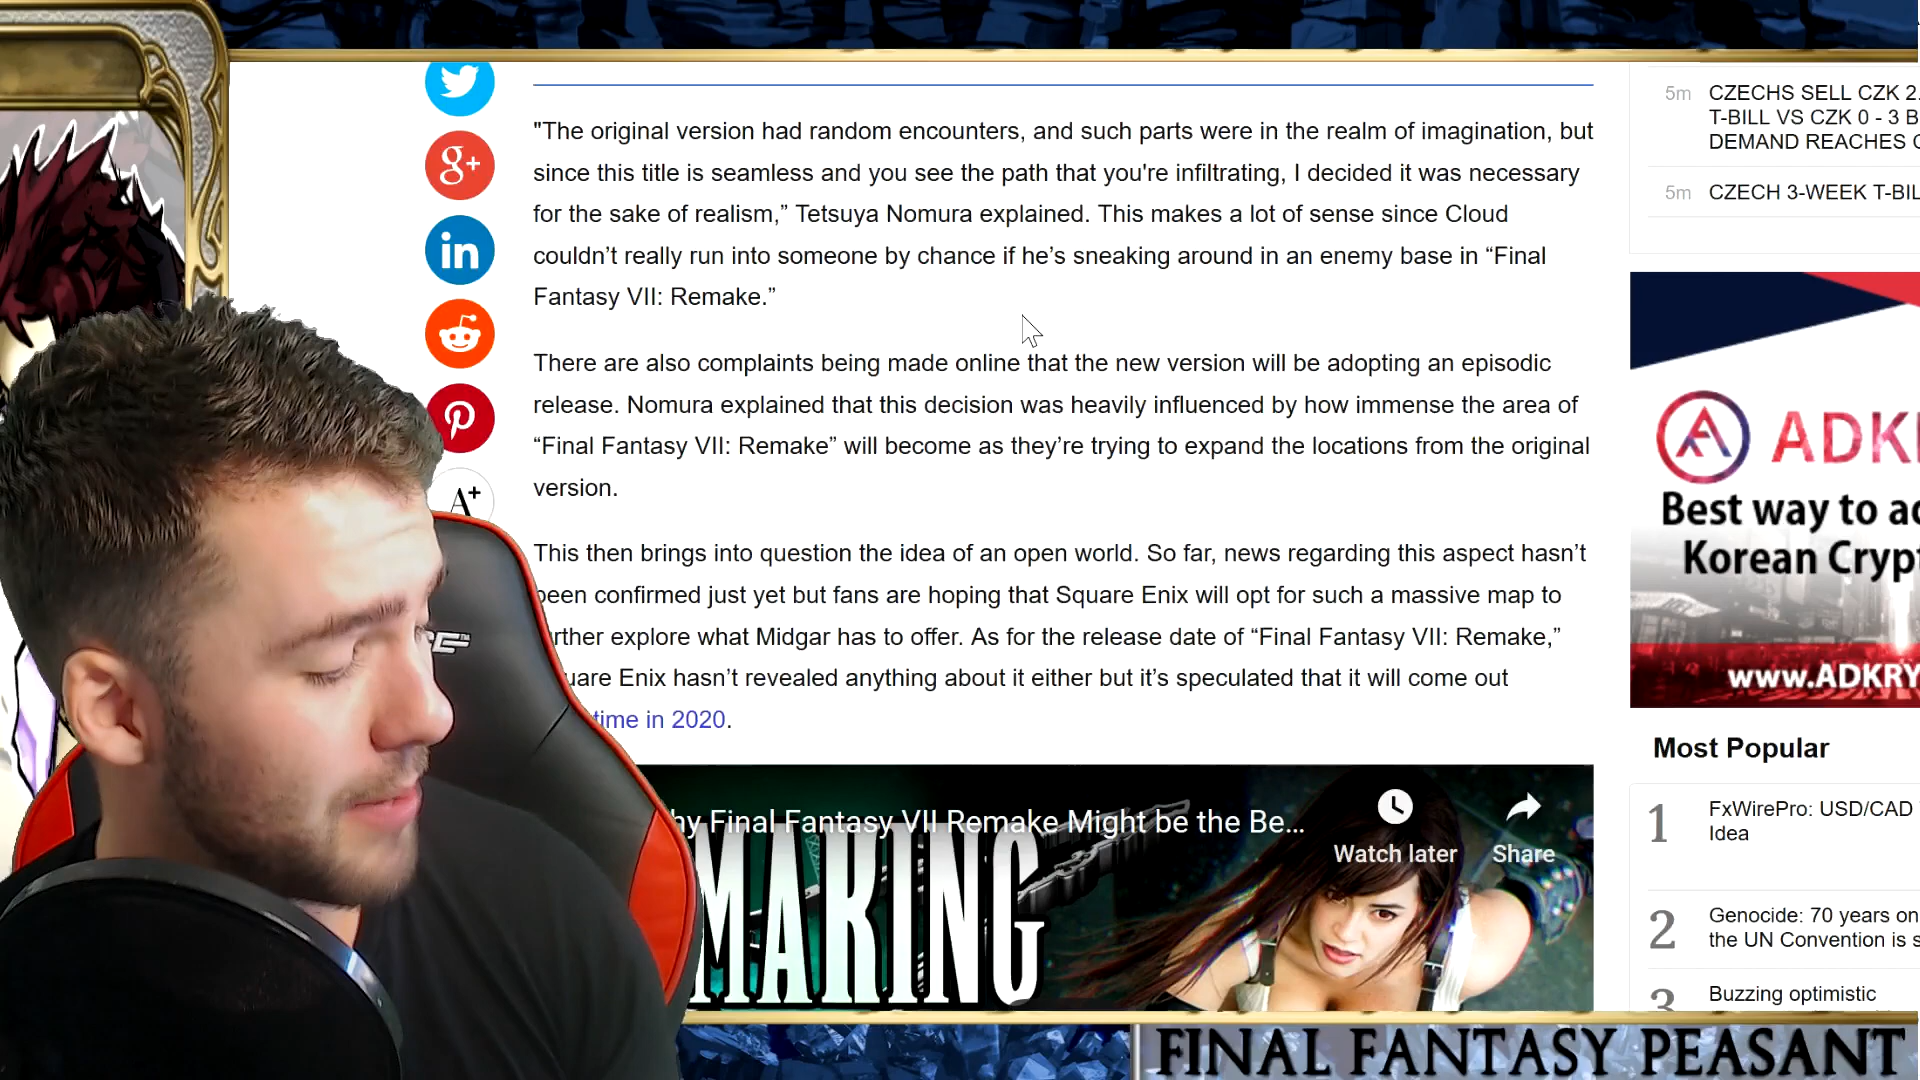 "The original version had random encounters, and such parts were in the realm of imagination, but
since this title is seamless and you see the path that you're infiltrating, I decided it was necessary
for the sake of realism,” Tetsuya Nomura explained. This makes a lot of sense since Cloud
couldn’t really run into someone by chance if he’s sneaking around in an enemy base in “Final
Fantasy VII: Remake.”
There are also complaints being made online that the new version will be adopting an episodic
release. Nomura explained that this decision was heavily influenced by how immense the area of
“Final Fantasy VII: Remake” will become as they’re trying to expand the locations from the original
version.
This then brings into question the idea of an open world. So far, news regarding this aspect hasn’t
been confirmed just yet but fans are hoping that Square Enix will opt for such a massive map to
further explore what Midgar has to offer. As for the release date of “Final Fantasy VII: Remake,”
Square Enix hasn’t revealed anything about it either but it’s speculated that it will come out
time in 2020.
g+
in
A+
hy Final Fantasy VII Remake Might be the Be...
Watch later
Share
MAKING
5m CZECHS SELL CZK 2.
T-BILL VS CZK 0 - 3 B
DEMAND REACHES
5m CZECH 3-WEEK T-BIL
ADK
Best way to
Korean Cryp
www.ADKRY
Most Popular
1 FxWirePro: USD/CAD
Idea
2 Genocide: 70 years on
the UN Convention is s
3 Buzzing optimistic
FINAL FANTASY PEASANT